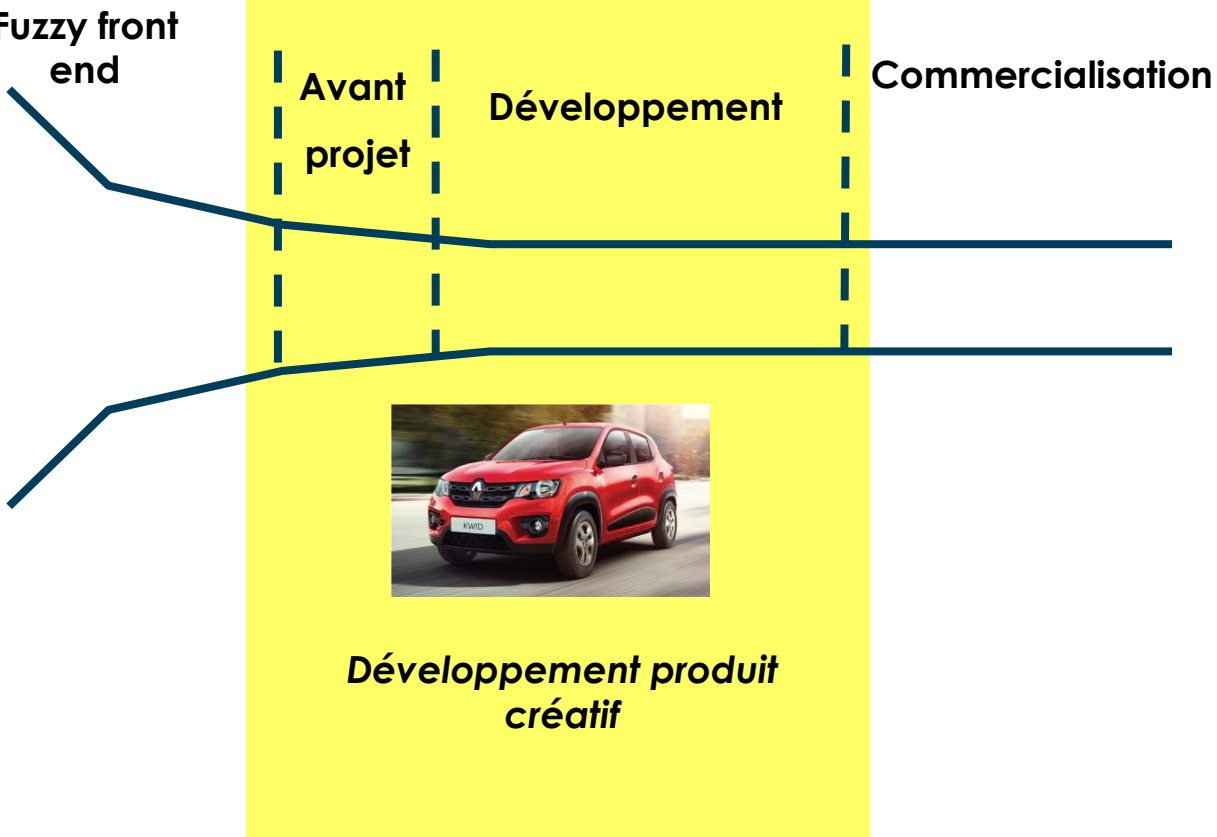 Fuzzy front
end
Avant
projet
Développement
Commercialisation
KWID
Développement produit
créatif